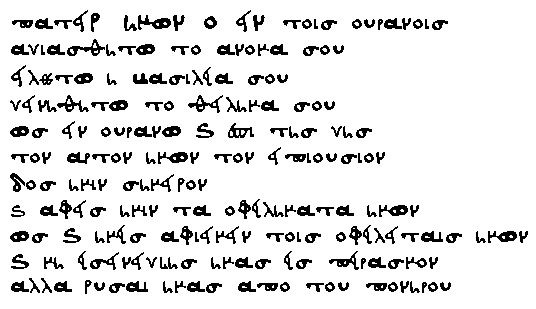 πατερ ημων ο εν τοις ουρανοις
αγιασθητω το ονομα σου
ελθετω η βασιλεια σου
γενηθητω το θελημα σου
ως εν ουρανω ϗ επι της γης
τον αρτον ημων τον επιουσιον
δος ημιν σημερον
ϗ αφες ημιν τα οφειληματα ημων
ως ϗ ημεις αφιεμεν τοις οφειλεταις ημων
ϗ μη εισενεγκης ημας εις πειρασμον
αλλα ρυσαι ημας απο του πονηρου